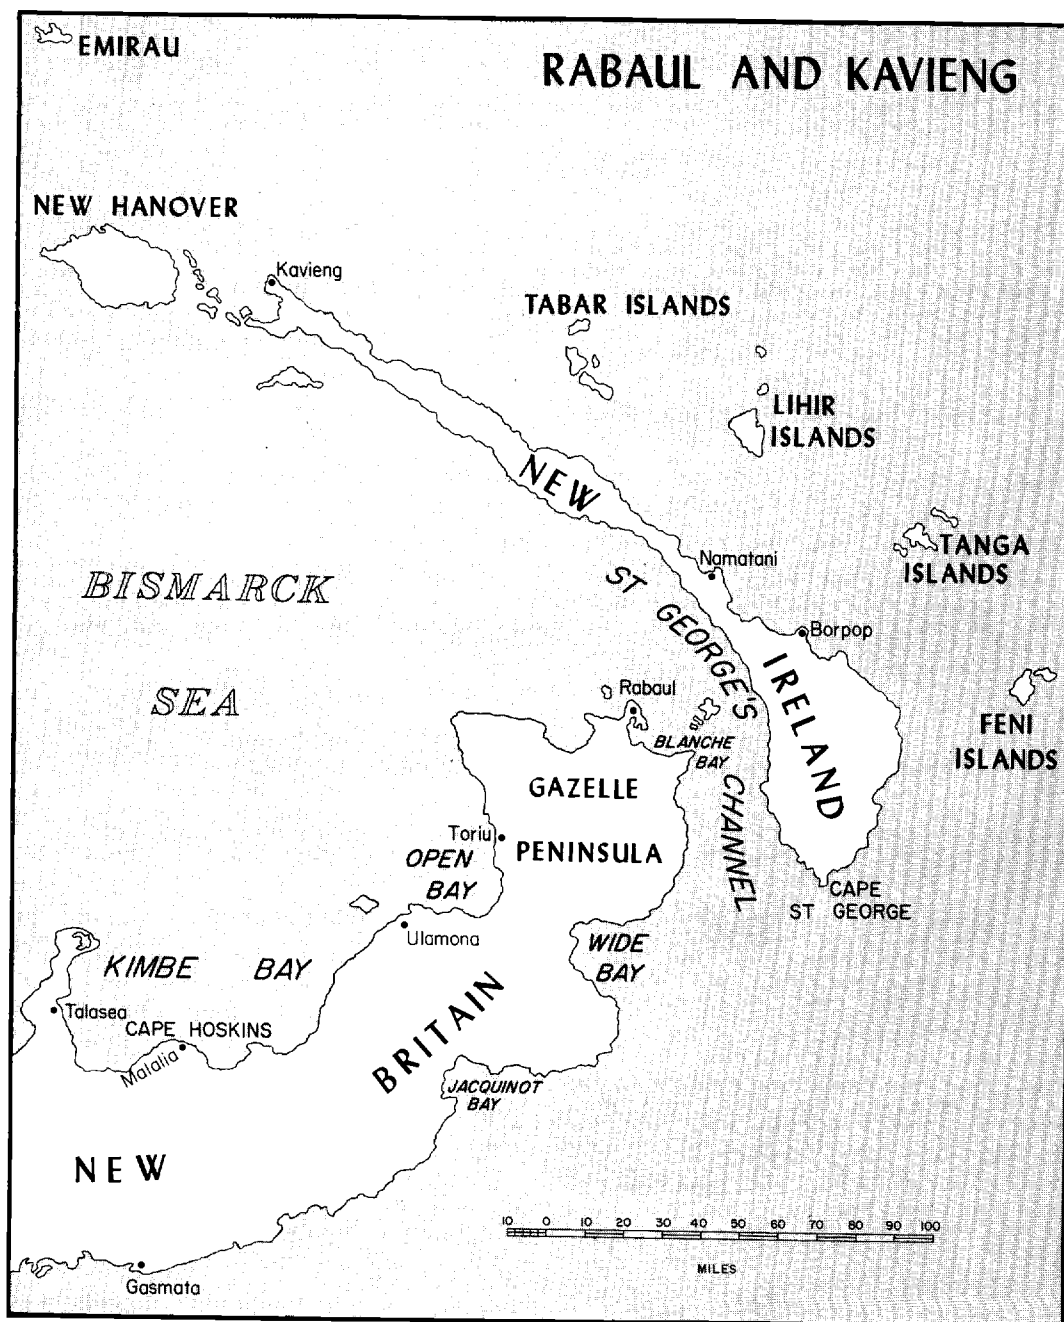 EMIRAU
RABAUL AND KAVIENG
NEW HANOVER
Kavieng
TABAR ISLANDS
LIHIR
ISLANDS
NEW
Namatani
TANGA
ISLANDS
BISMARCK
ST GEORGE'S
Borpop
SEA
Rabaul
IRELAND
FENI
ISLANDS
BLANCHE
BAY
GAZELLE
CHANNEL
Toriu
PENINSULA
OPEN
BAY
CAPE
ST GEORGE
Ulamona
WIDE
BAY
KIMBE BAY
Talasea
CAPE HOSKINS
Malalia
BRITAIN
JACQUINOT
BAY
NEW
10 0 10 20 30 40 50 60 70 80 90 100
MILES
Gasmata